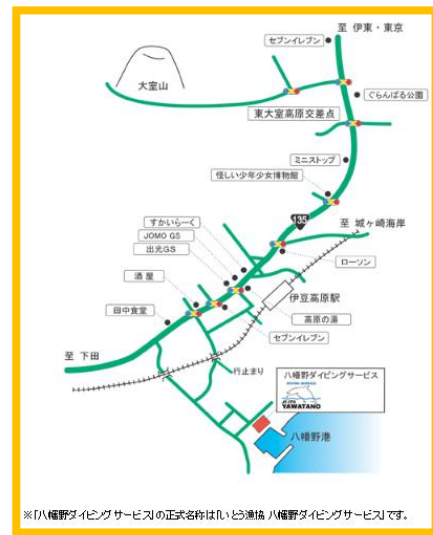 至 伊東・東京
セブンイレブン
大室山
ぐらんぱる公園
東大室高原交差点
ミニストップ
怪しい少年少女博物館
135
至 城ヶ崎海岸
すかいらーく
JOMO GS
出光GS
ローソン
酒屋
伊豆高原駅
田中食堂
高原の湯
セブンイレブン
至 下田
行止まり
八幡野ダイビングサービス
YAWATANO
八幡野港
※「八幡野ダイビングサービス」の正式名称は「いとう漁協 八幡野ダイビングサービス」です。